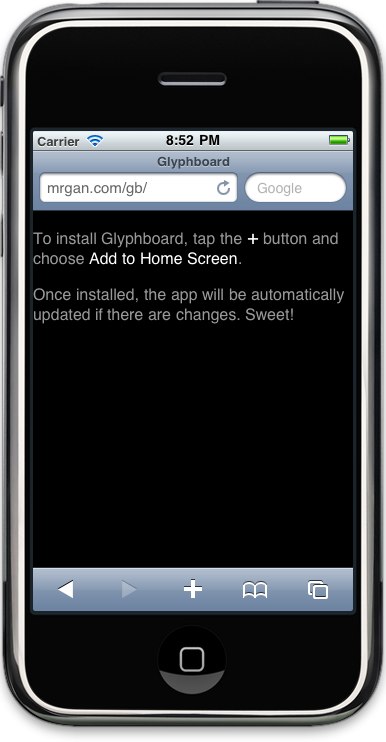 Carrier 8:52 PM
Glyphboard
mrgan.com/gb/ Google
To install Glyphboard, tap the + button and
choose Add to Home Screen.
Once installed, the app will be automatically
updated if there are changes. Sweet!